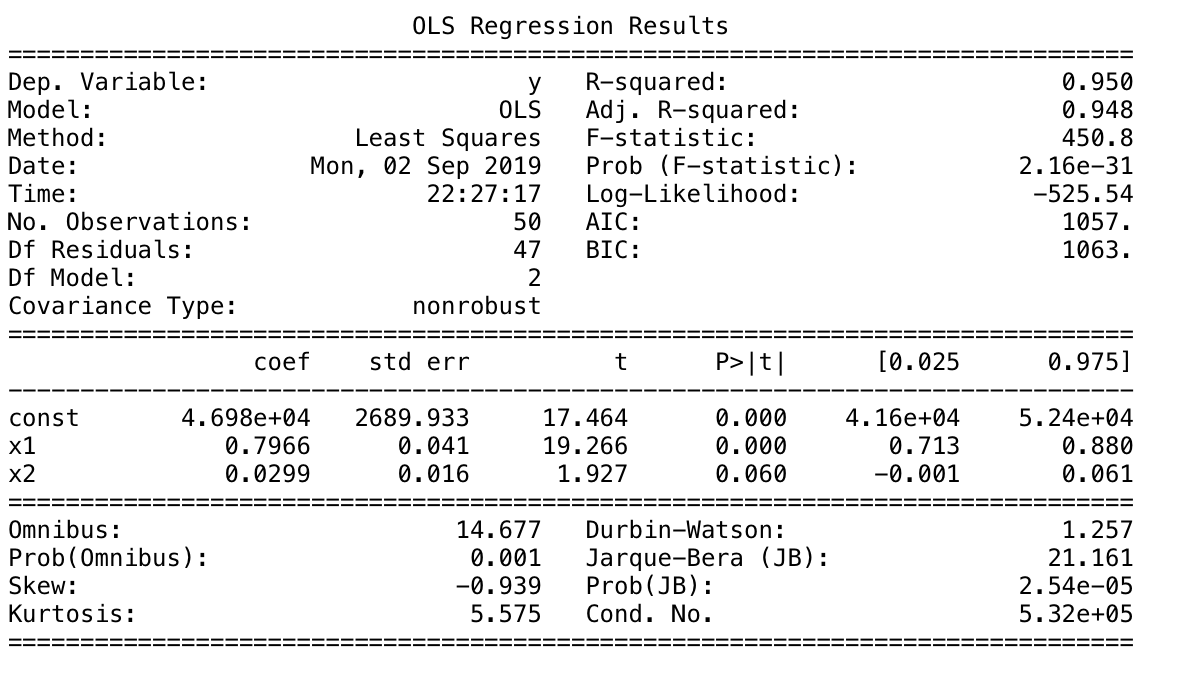 OLS Regression Results
==============================================================================
Dep. Variable:                      y   R-squared:                       0.950
Model:                            OLS   Adj. R-squared:                  0.948
Method:                 Least Squares   F-statistic:                     450.8
Date:                Mon, 02 Sep 2019   Prob (F-statistic):           2.16e-31
Time:                        22:27:17   Log-Likelihood:                -525.54
No. Observations:                  50   AIC:                             1057.
Df Residuals:                      47   BIC:                             1063.
Df Model:                           2
Covariance Type:            nonrobust
==============================================================================
                 coef    std err          t      P>|t|      [0.025      0.975]
------------------------------------------------------------------------------
const       4.698e+04   2689.933     17.464      0.000    4.16e+04    5.24e+04
x1             0.7966      0.041     19.266      0.000       0.713       0.880
x2             0.0299      0.016      1.927      0.060      -0.001       0.061
==============================================================================
Omnibus:                       14.677   Durbin-Watson:                   1.257
Prob(Omnibus):                  0.001   Jarque-Bera (JB):               21.161
Skew:                          -0.939   Prob(JB):                     2.54e-05
Kurtosis:                       5.575   Cond. No.                     5.32e+05
==============================================================================